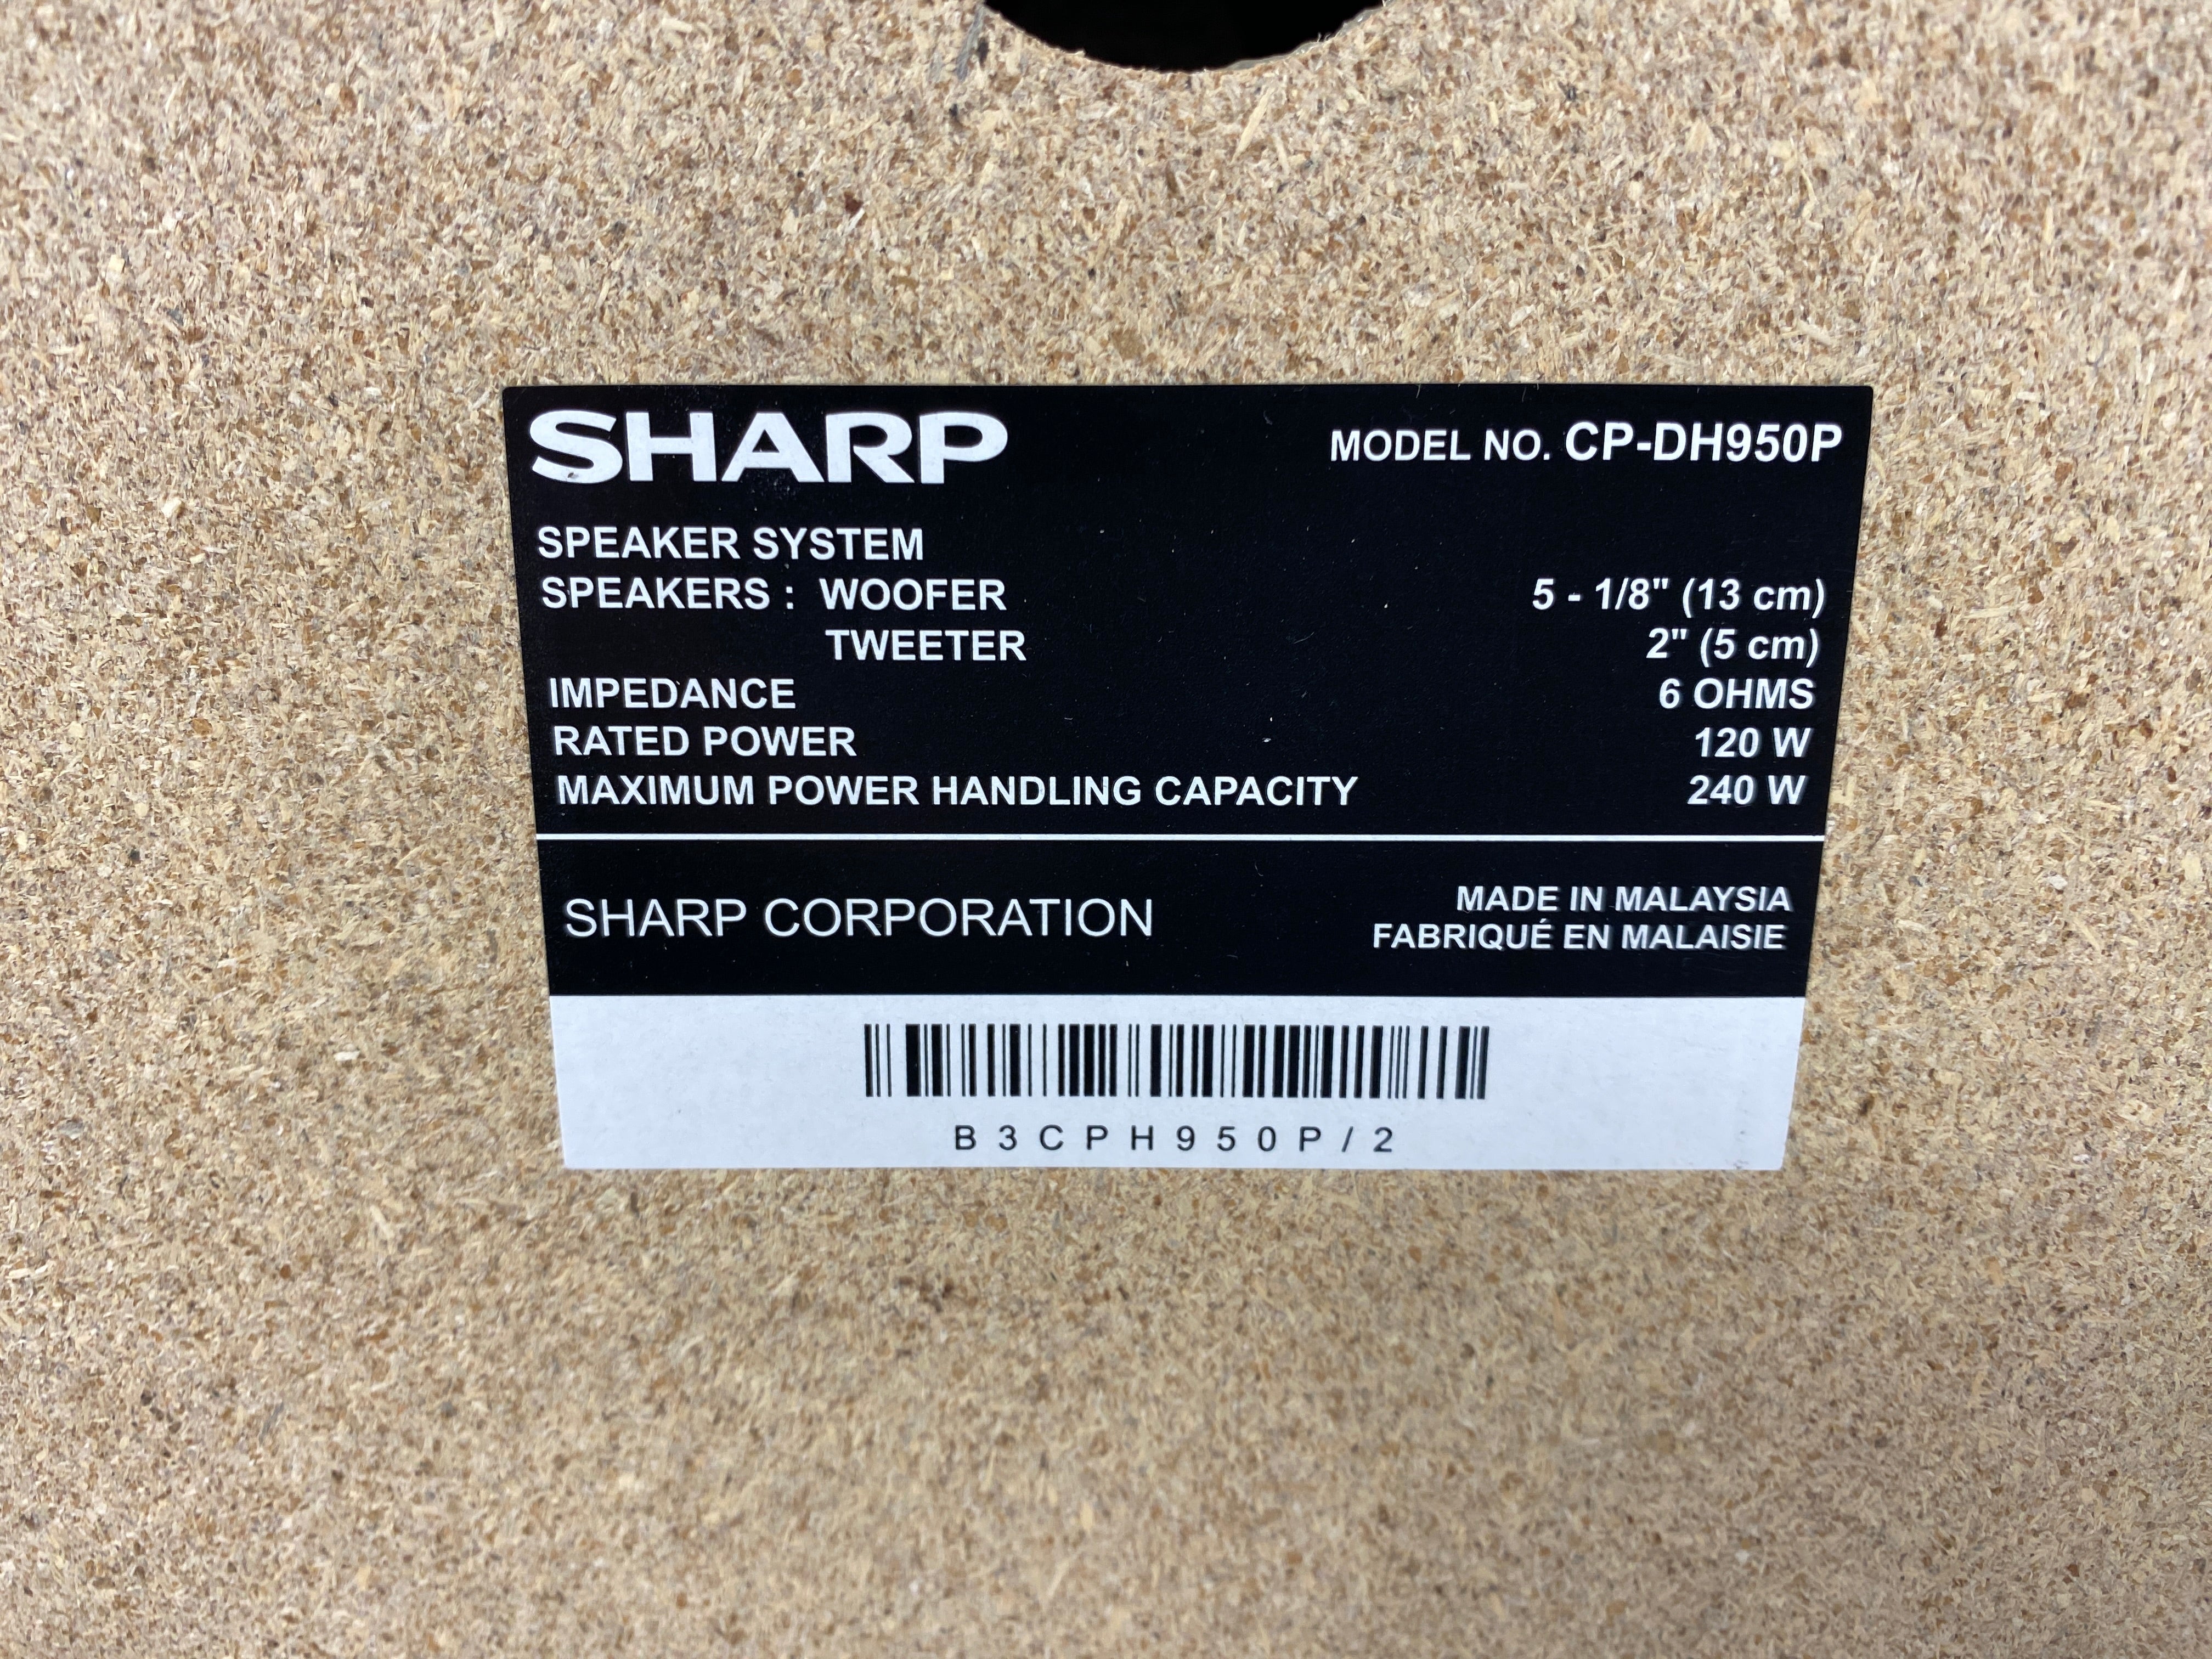 SHARP MODEL NO. CP-DH950P
SPEAKER SYSTEM
SPEAKERS : WOOFER 5 - 1/8" (13 cm)
TWEETER 2" (5 cm)
IMPEDANCE 6 OHMS
RATED POWER 120 W
MAXIMUM POWER HANDLING CAPACITY 240 W
SHARP CORPORATION
MADE IN MALAYSIA
FABRIQUÉ EN MALAISIE
B3CPH950P/2